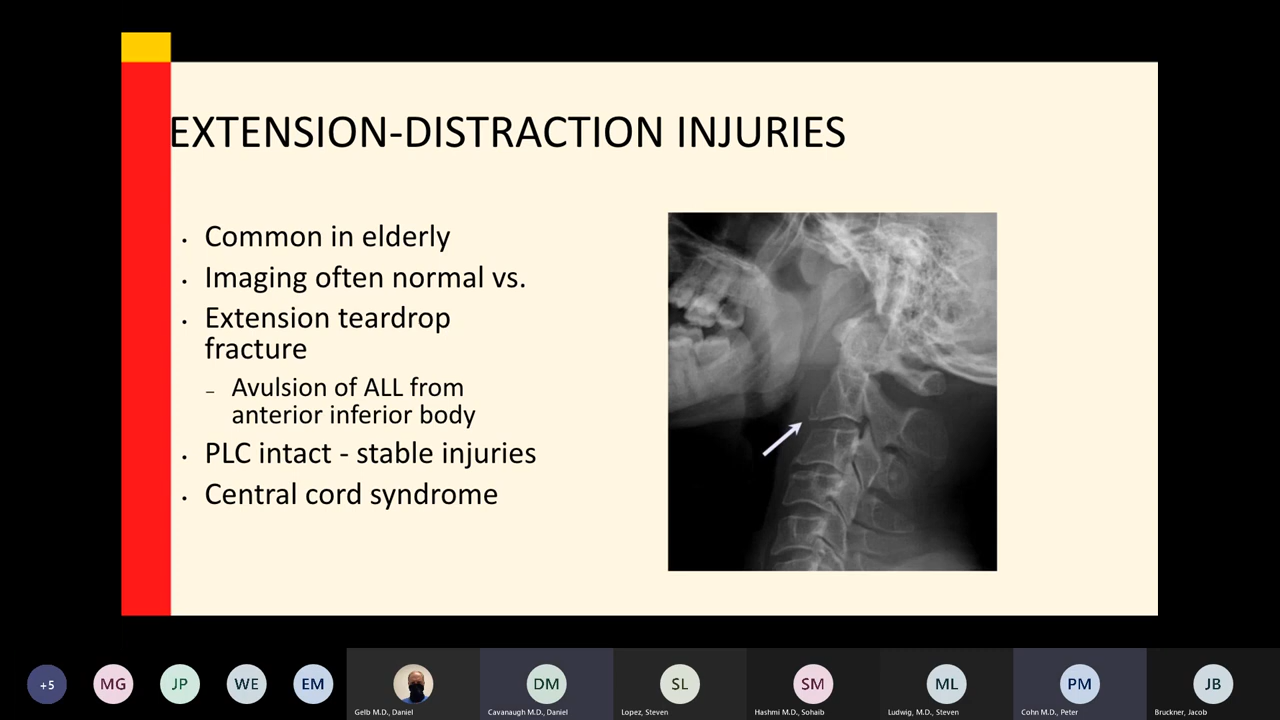 EXTENSION-DISTRACTION INJURIES
• Common in elderly
• Imaging often normal vs.
• Extension teardrop
fracture
– Avulsion of ALL from
anterior inferior body
• PLC intact - stable injuries
• Central cord syndrome
+5
MG
JP
WE
EM
DM
SL
SM
ML
PM
JB
Gelb M.D., Daniel
Cavanaugh M.D., Daniel
Lopez, Steven
Hashmi M.D., Sohaib
Ludwig, M.D., Steven
Cohn M.D., Peter
Bruckner, Jacob